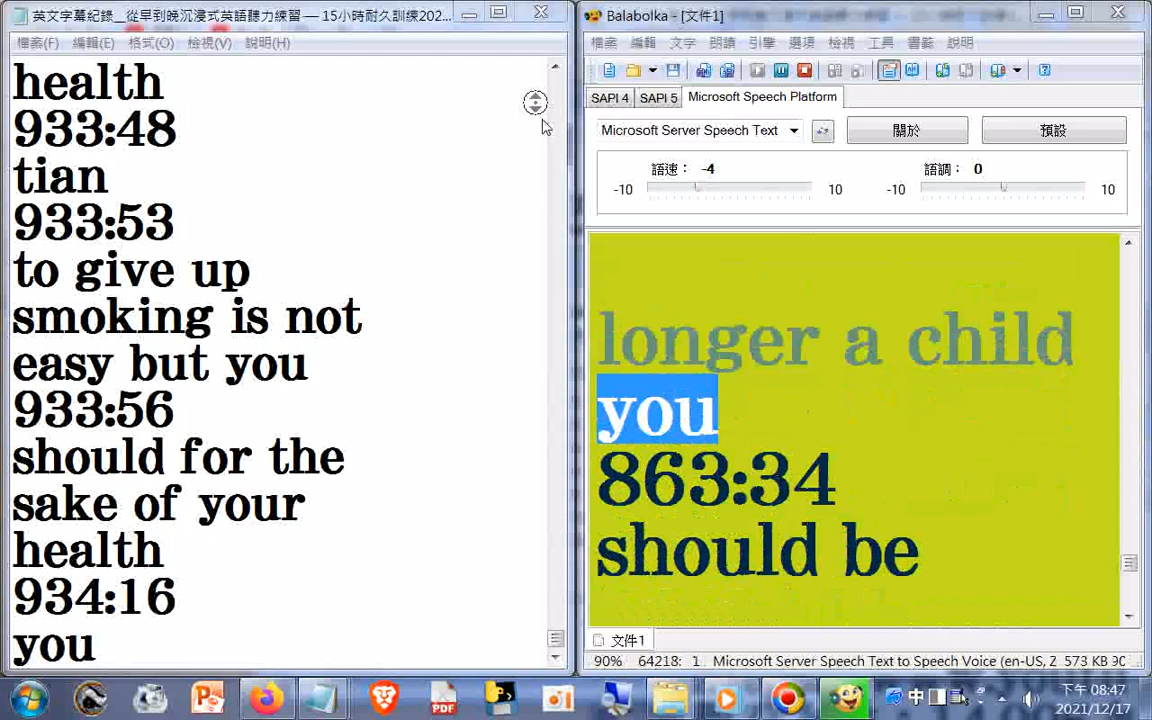 英文字幕紀錄__從早到晚沉浸式英語聽力練習 — 15小時耐久訓練202...
檔案(F) 編輯(E) 格式(O) 檢視(V) 說明(H)
health
933:48
tian
933:53
to give up
smoking is not
easy but you
933:56
should for the
sake of your
health
934:16
you
Balabolka - [文件1]
檔案 編輯 文字 朗讀 引擎 選項 檢視 工具 書籤 說明
SAPI 4 SAPI 5 Microsoft Speech Platform
Microsoft Server Speech Text 關於 預設
語速： -4 語調： 0
-10 10 -10 10
longer a child
you
863:34
should be
文件1
90% 64218: 1 Microsoft Server Speech Text to Speech Voice (en-US, Z 573 KB
中
下午 08:47
2021/12/17